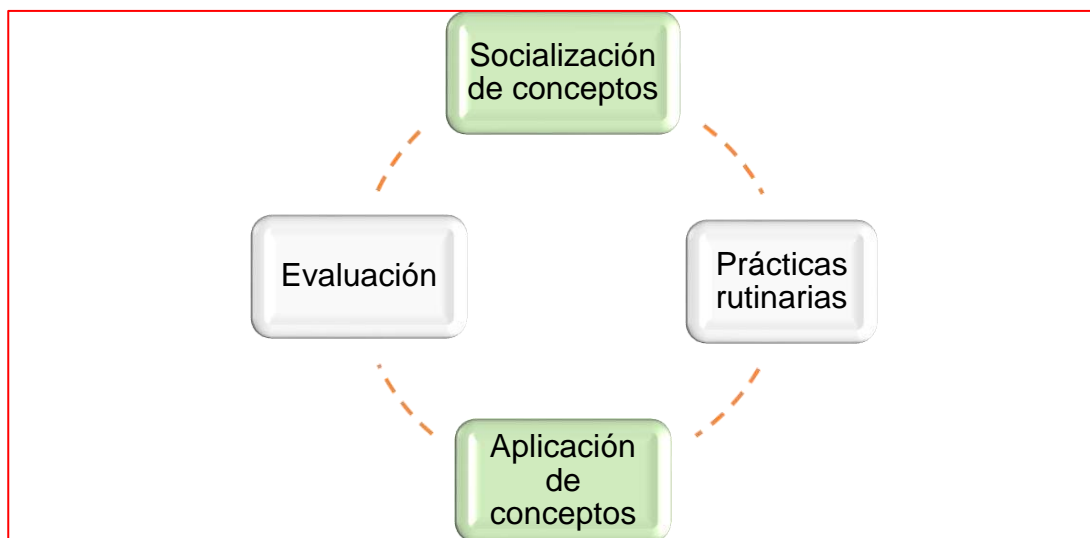 Socialización
de conceptos
Evaluación
Prácticas
rutinarias
Aplicación
de
conceptos